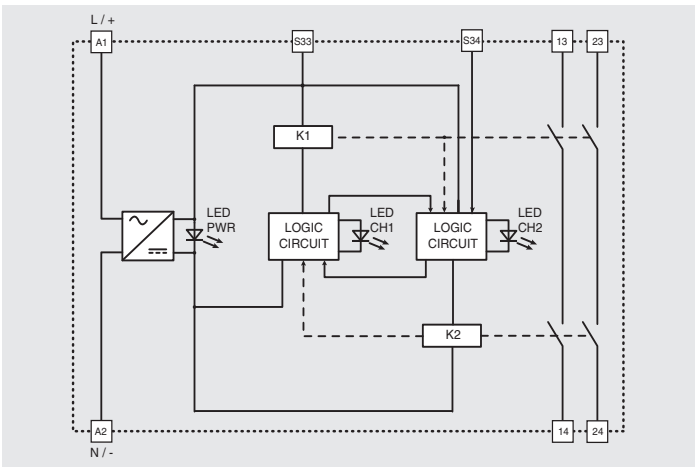 L / +
A1
S33
S34
13
23
K1
LED
PWR
LOGIC
CIRCUIT
LED
CH1
LOGIC
CIRCUIT
LED
CH2
K2
A2
14
24
N / -